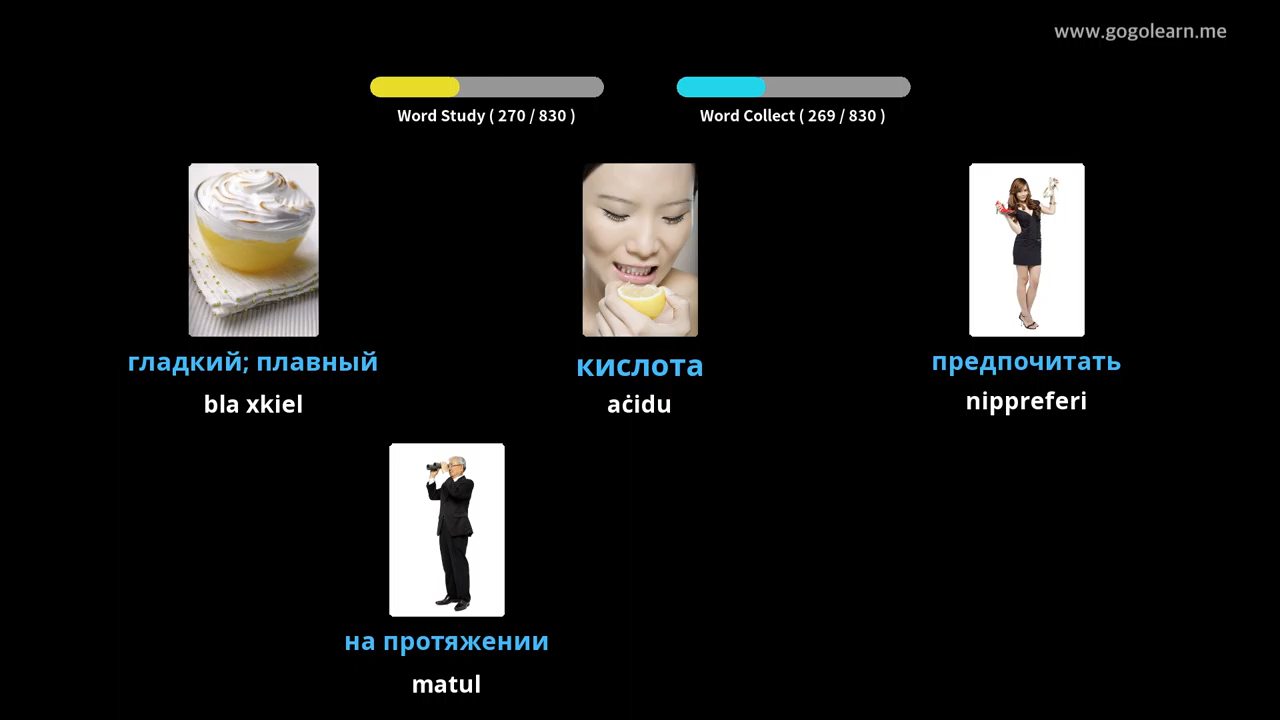 www.gogolearn.me
Word Study ( 270 / 830 )
Word Collect ( 269 / 830 )
гладкий; плавный
кислота
предпочитать
bla xkiel
aċidu
nippreferi
на протяжении
matul